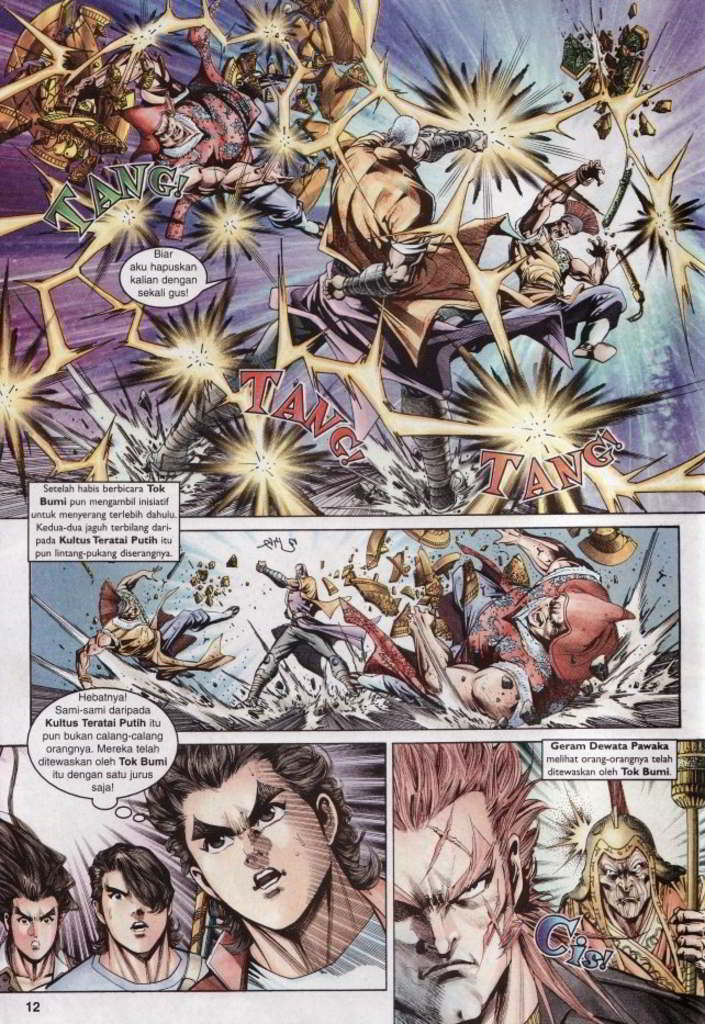 TANG!
Biar
aku hapuskan
kalian dengan
sekali gus!
TANG!
TANG!
Setelah habis berbicara Tok
Bumi pun mengambil inisiatif
untuk menyerang terlebih dahulu.
Kedua-dua jaguh terbilang dari-
pada Kultus Teratai Putih itu
pun lintang-pukang diserangnya.
Hebatnya!
Sami-sami daripada
Kultus Teratai Putih itu
pun bukan calang-calang
orangnya. Mereka telah
ditewaskan oleh Tok Bumi
itu dengan satu jurus
saja!
Geram Dewata Pawaka
melihat orang-orangnya telah
ditewaskan oleh Tok Bumi.
Cis!
12